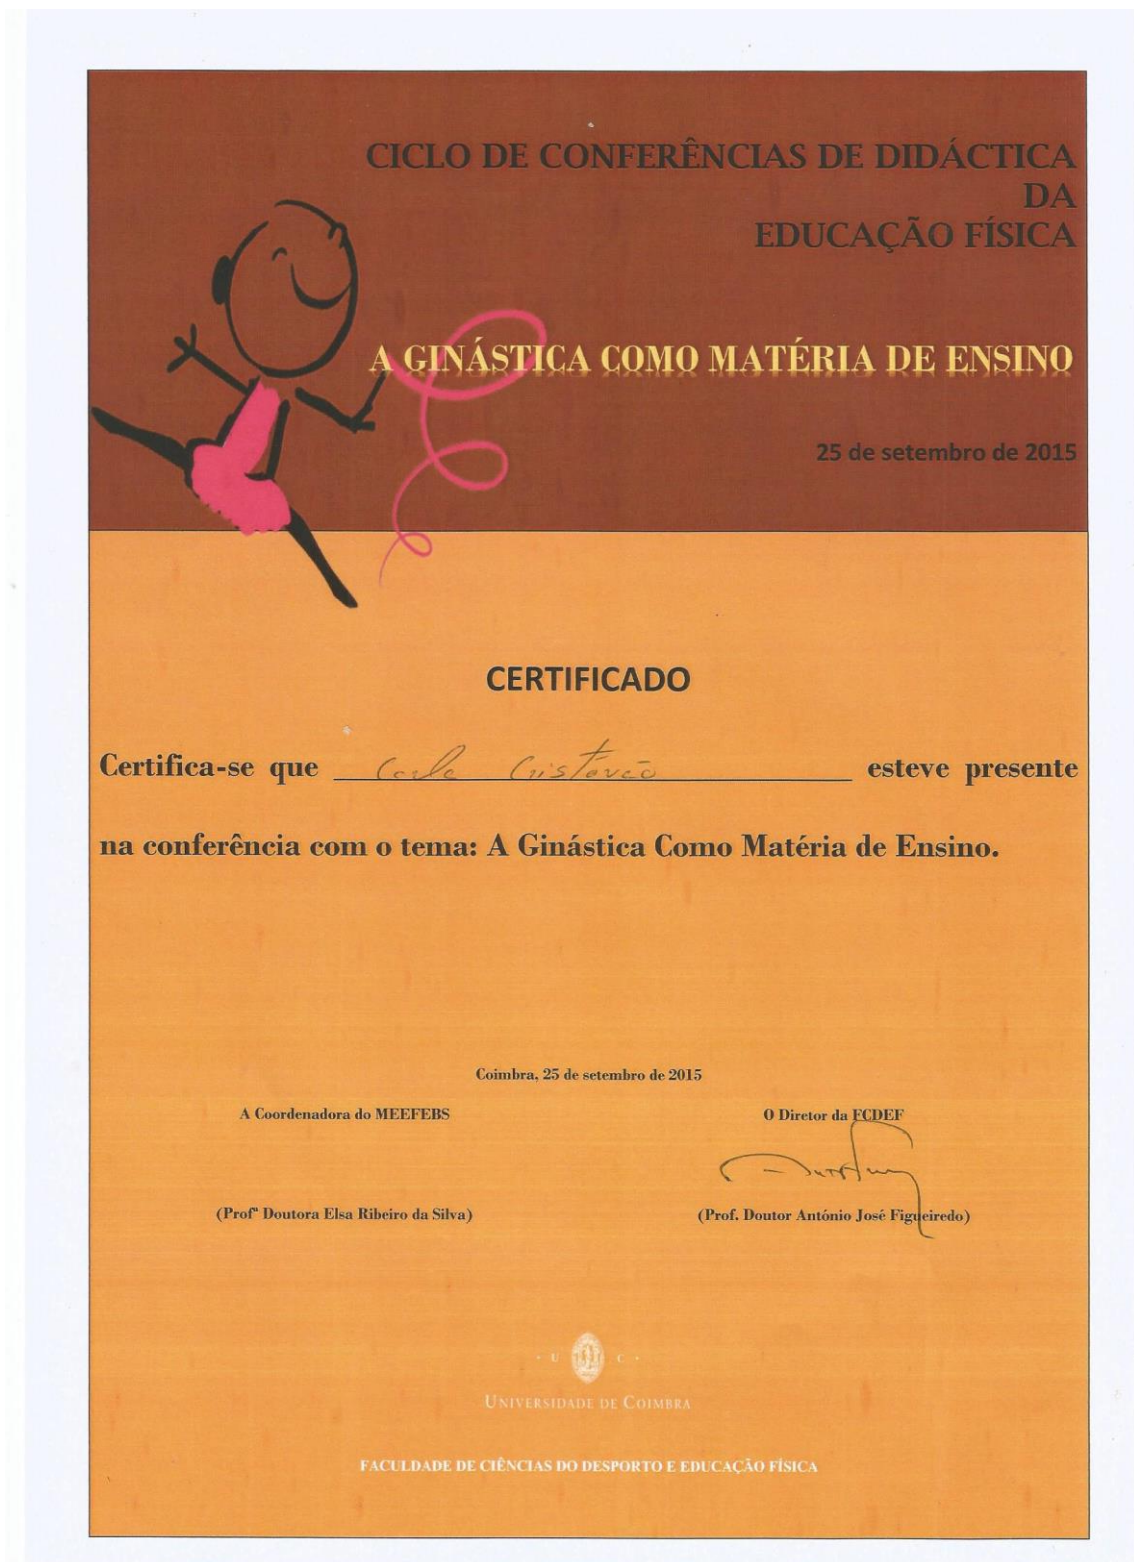 CICLO DE CONFERÊNCIAS DE DIDÁCTICA
DA
EDUCAÇÃO FÍSICA
A GINÁSTICA COMO MATÉRIA DE ENSINO
25 de setembro de 2015
CERTIFICADO
Certifica-se que Carla Cristóvão esteve presente
na conferência com o tema: A Ginástica Como Matéria de Ensino.
Coimbra, 25 de setembro de 2015
A Coordenadora do MEEFEBS
O Diretor da FCDEF
(Profª Doutora Elsa Ribeiro da Silva)
(Prof. Doutor António José Figueiredo)
· U C ·
UNIVERSIDADE DE COIMBRA
FACULDADE DE CIÊNCIAS DO DESPORTO E EDUCAÇÃO FÍSICA